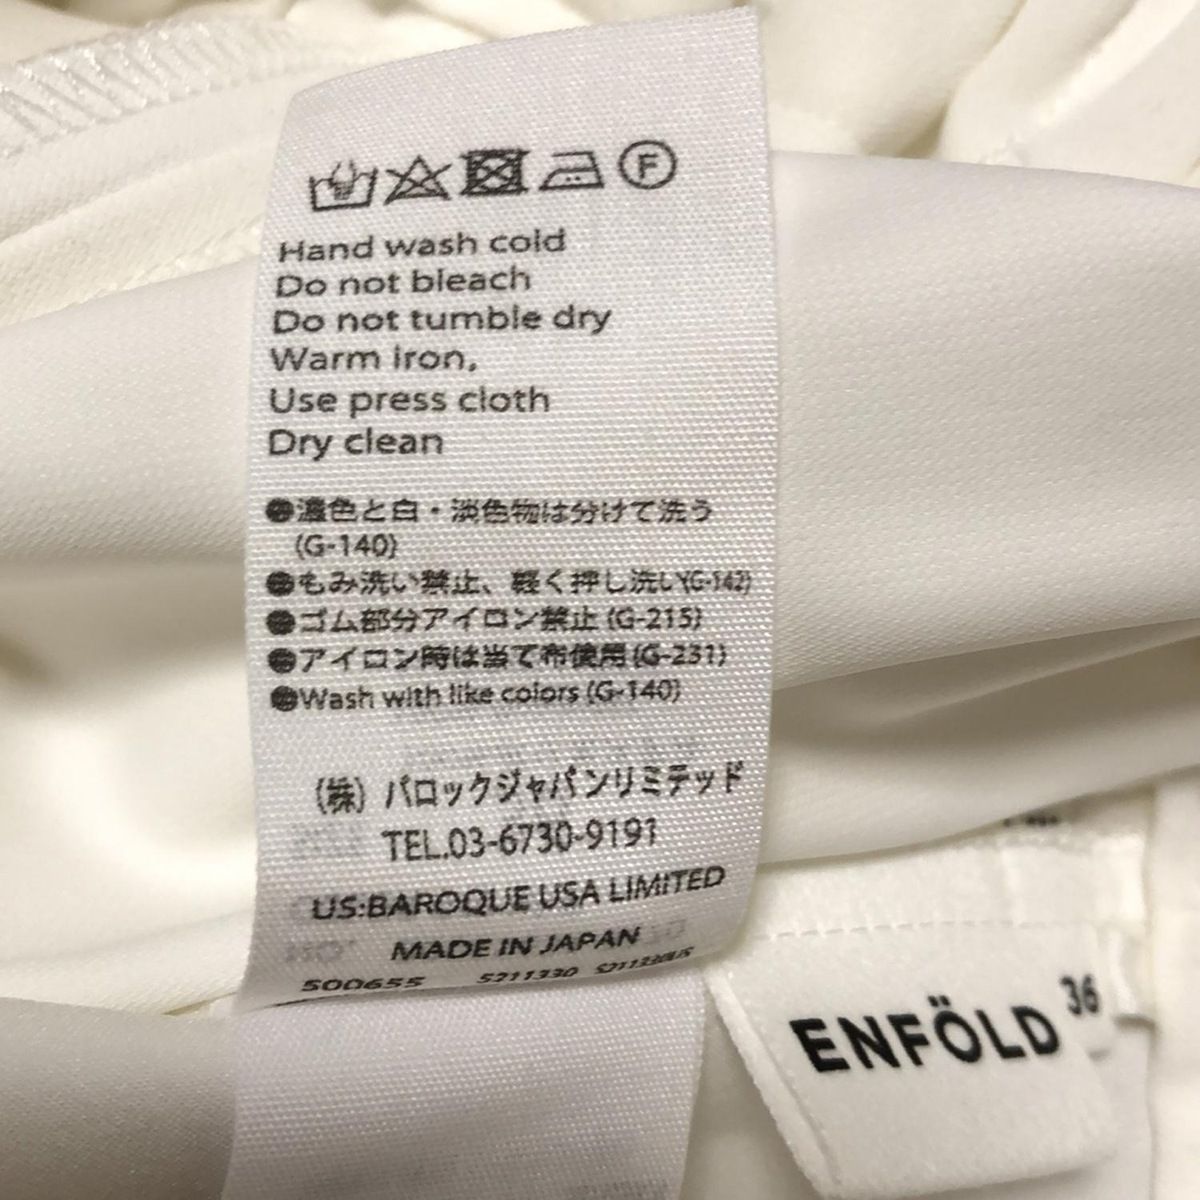 F
Hand wash cold
Do not bleach
Do not tumble dry
Warm iron,
Use press cloth
Dry clean
●濃色と白・淡色物は分けて洗う
(G-140)
●もみ洗い禁止、軽く押し洗い(G-142)
●ゴム部分アイロン禁止 (G-215)
●アイロン時は当て布使用(G-231)
●Wash with like colors (G-140)
(株) バロックジャパンリミテッド
TEL.03-6730-9191
US:BAROQUE USA LIMITED
MADE IN JAPAN
500655 5211330
ENFÖLD 36